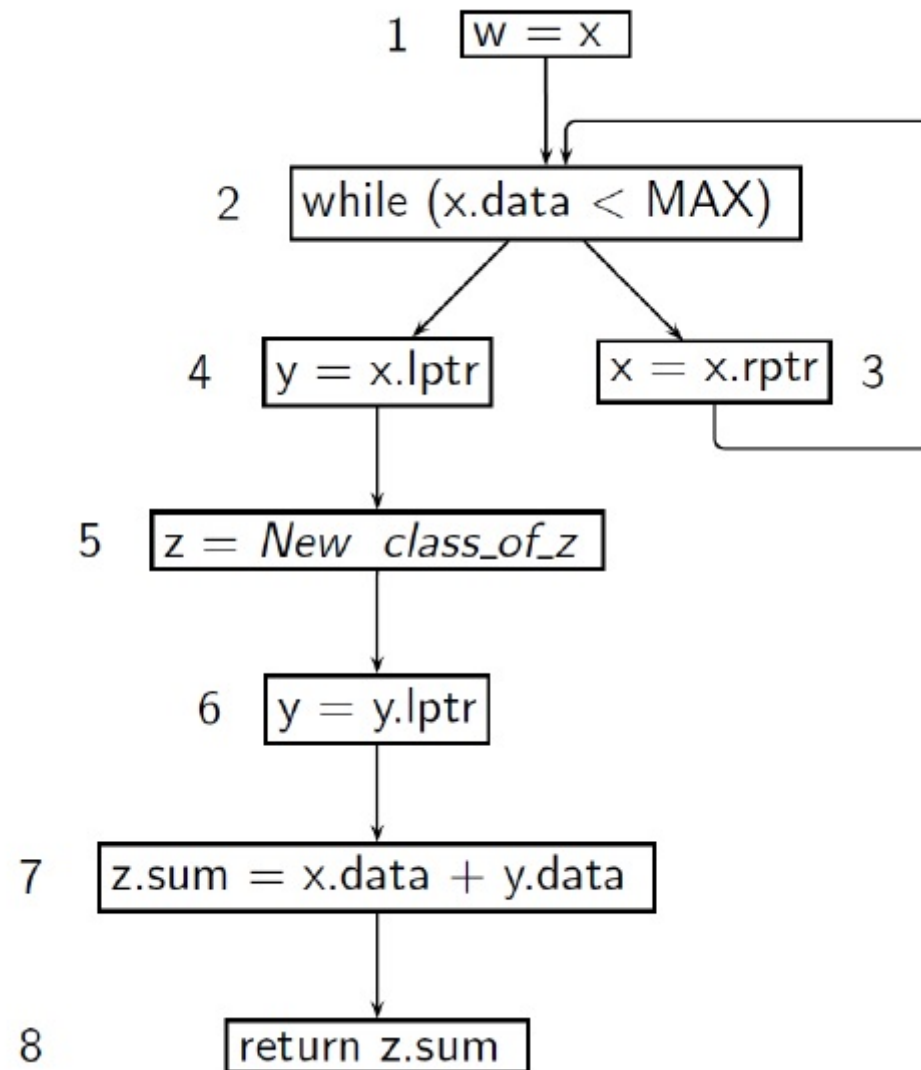 1 w = x
2 while (x.data < MAX)
4 y = x.lptr x = x.rptr 3
5 z = New class_of_z
6 y = y.lptr
7 z.sum = x.data + y.data
8 return z.sum